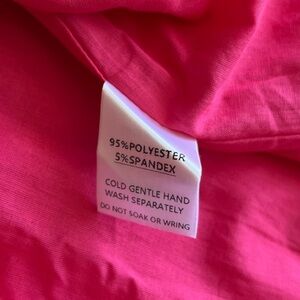 95%POLYESTER
5%SPANDEX
COLD GENTLE HAND
WASH SEPARATELY
DO NOT SOAK OR WRING